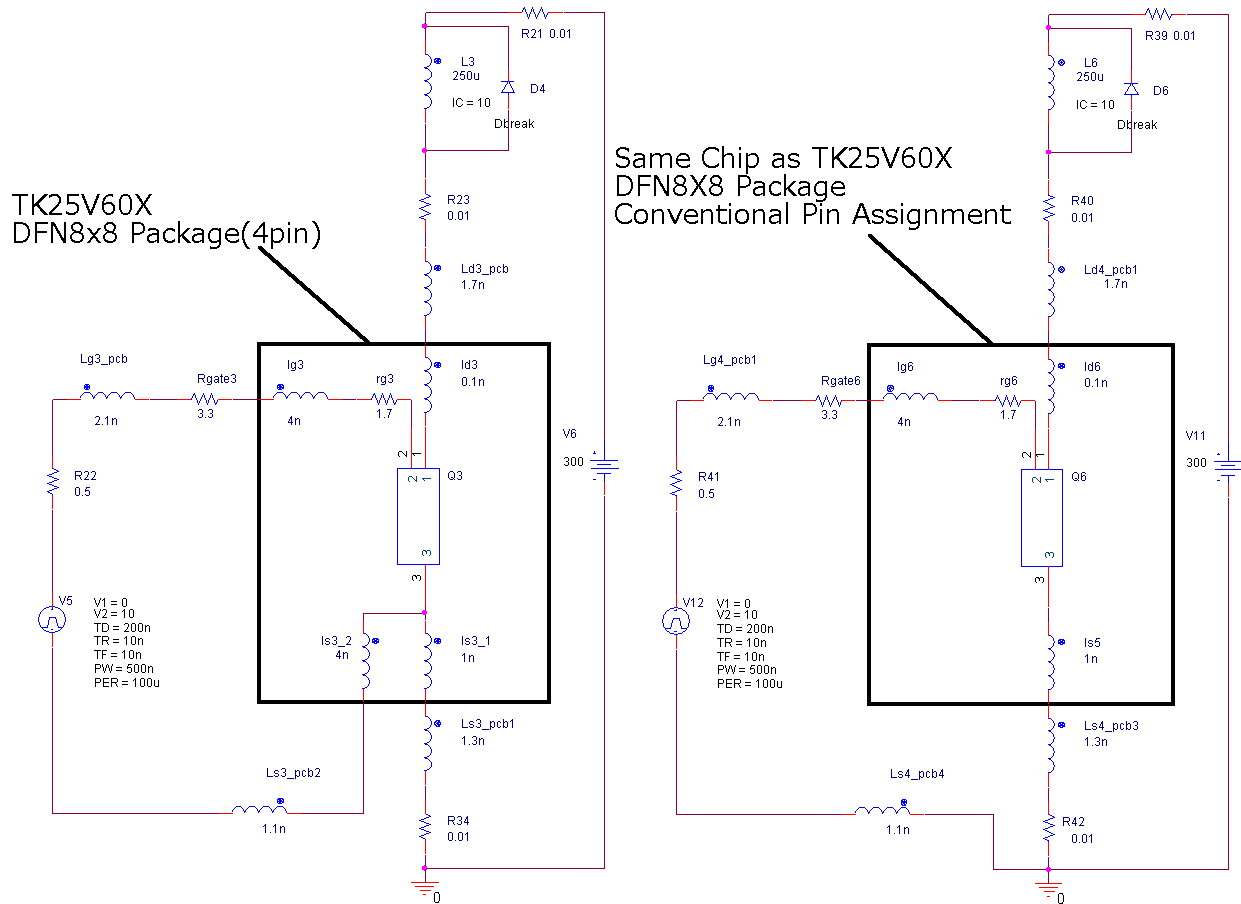 R21 0.01
L3
250u
IC = 10
D4
Dbreak
R23
0.01
TK25V60X
DFN8x8 Package(4pin)
Ld3_pcb
1.7n
Lg3_pcb
2.1n
Rgate3
3.3
lg3
4n
rg3
1.7
ld3
0.1n
V6
300
2
1
2
1
Q3
3
3
R22
0.5
V5
V1 = 0
V2 = 10
TD = 200n
TR = 10n
TF = 10n
PW = 500n
PER = 100u
ls3_2
4n
ls3_1
1n
Ls3_pcb1
1.3n
Ls3_pcb2
1.1n
R34
0.01
0
R39 0.01
L6
250u
IC = 10
D6
Dbreak
Same Chip as TK25V60X
DFN8X8 Package
Conventional Pin Assignment
R40
0.01
Ld4_pcb1
1.7n
Lg4_pcb1
2.1n
Rgate6
3.3
lg6
4n
rg6
1.7
ld6
0.1n
V11
300
2
1
2
1
Q6
3
3
R41
0.5
V12
V1 = 0
V2 = 10
TD = 200n
TR = 10n
TF = 10n
PW = 500n
PER = 100u
ls5
1n
Ls4_pcb3
1.3n
Ls4_pcb4
1.1n
R42
0.01
0